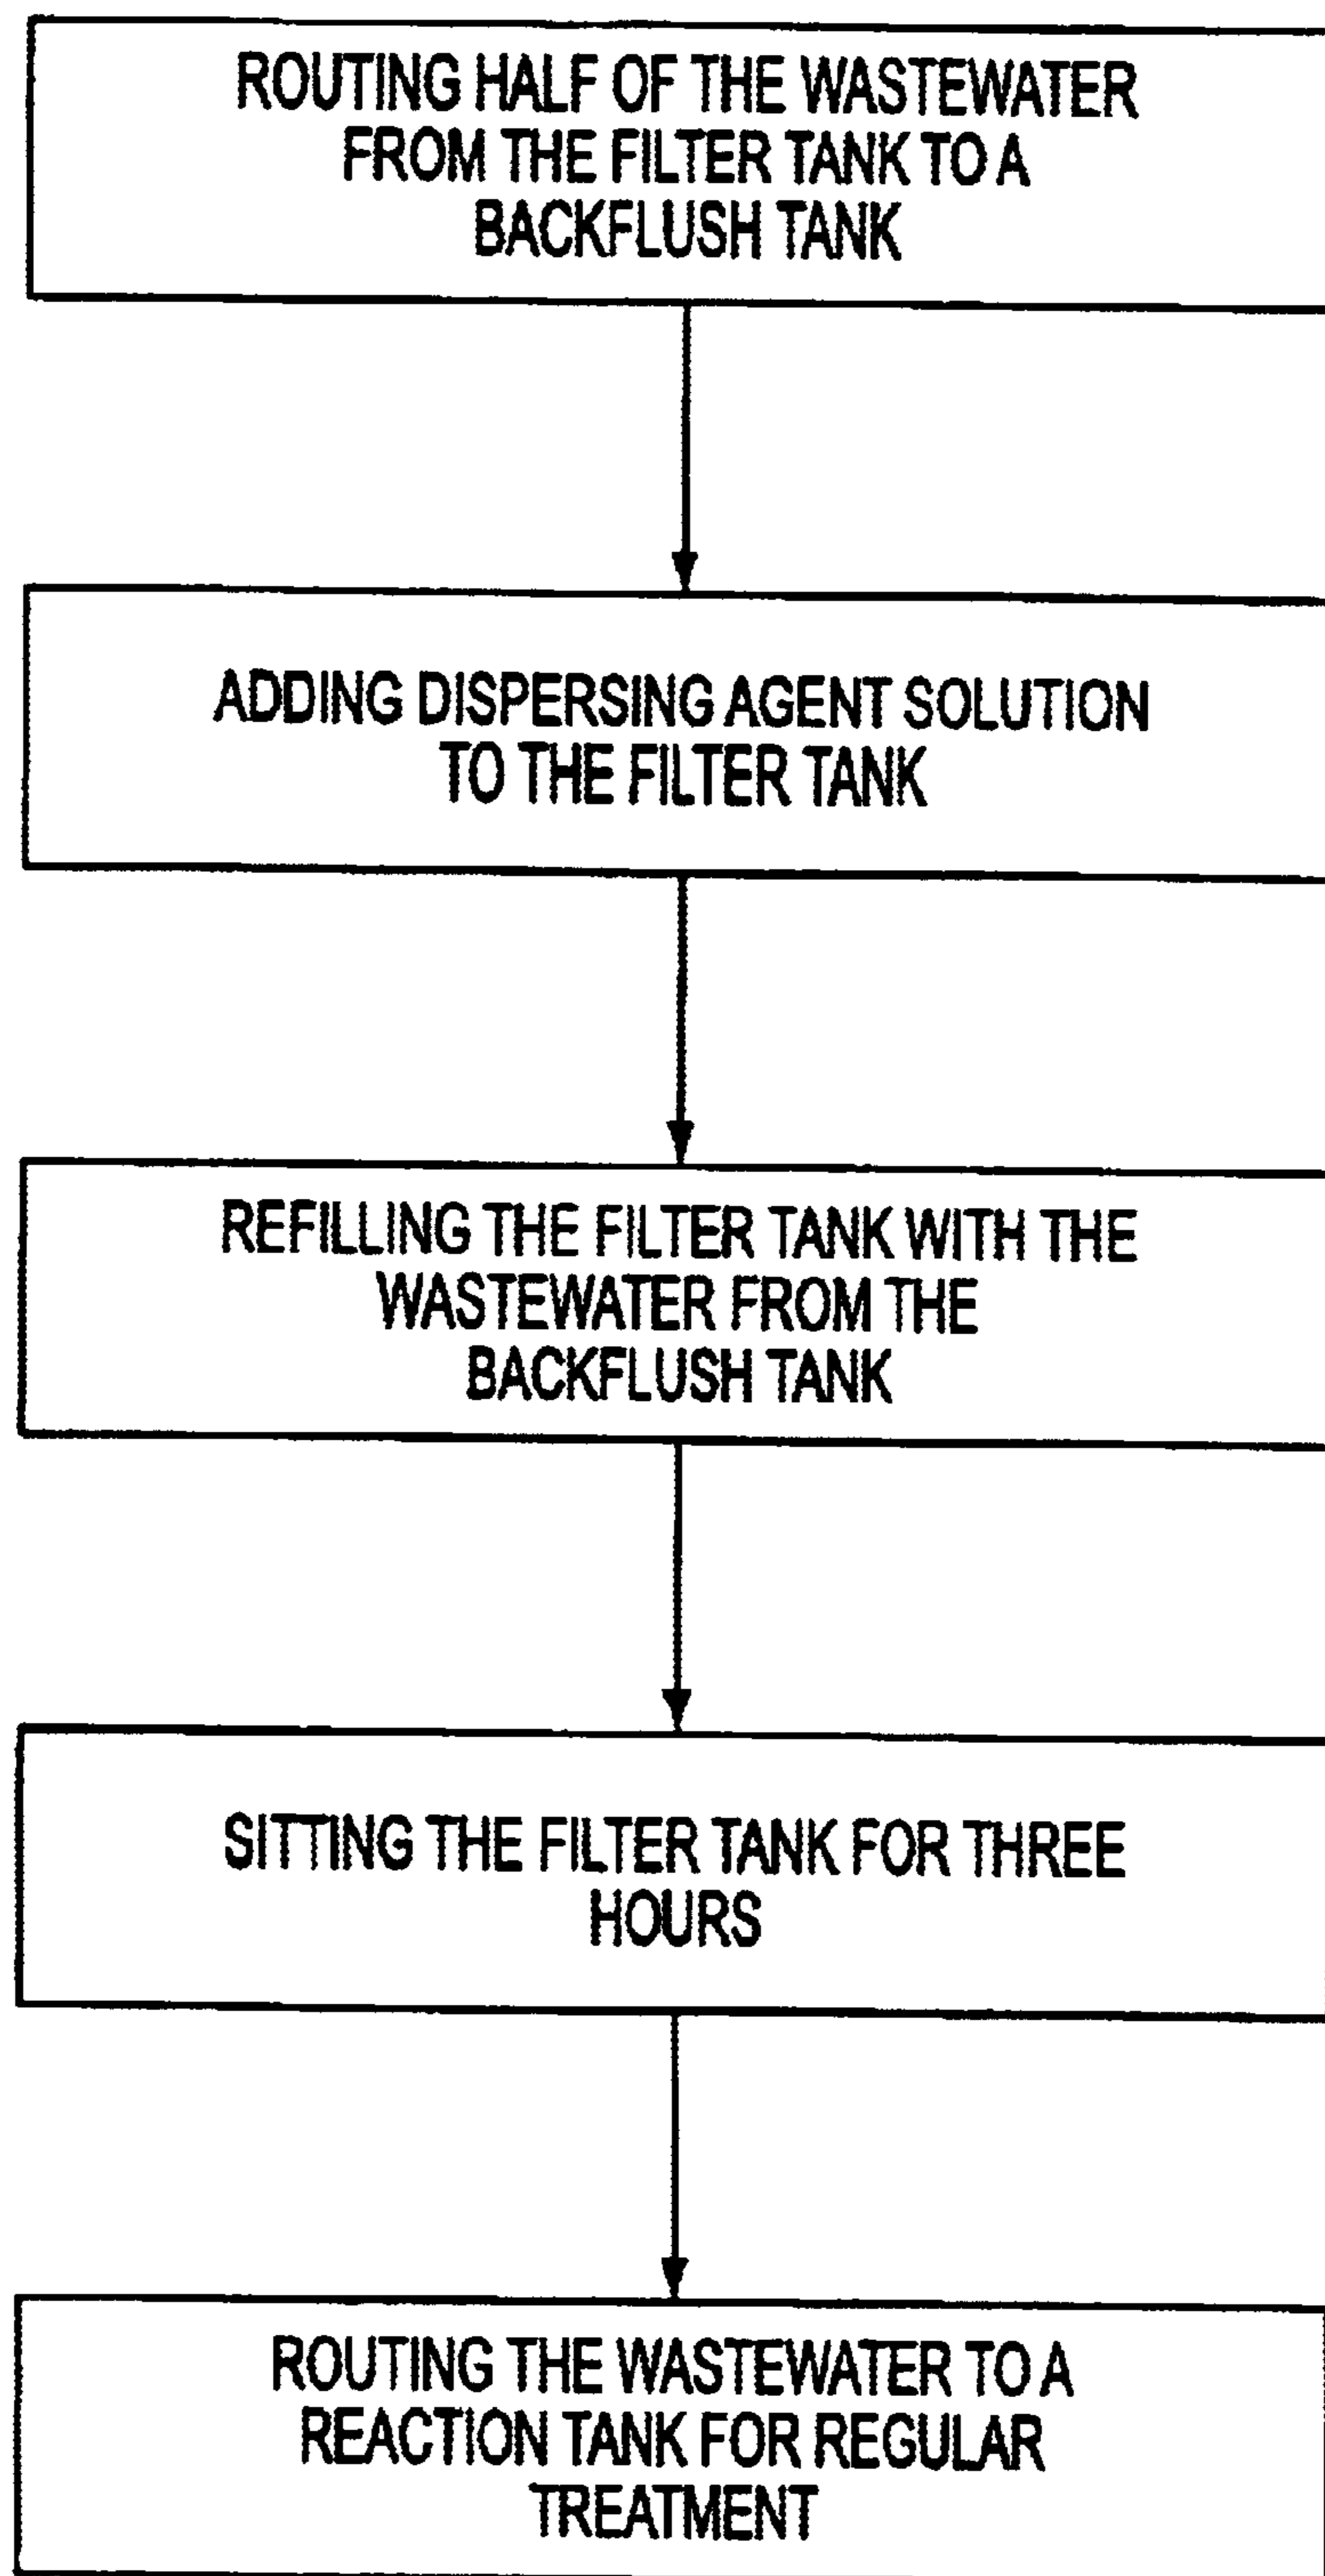 ROUTING HALF OF THE WASTEWATER
FROM THE FILTER TANK TO A
BACKFLUSH TANK
ADDING DISPERSING AGENT SOLUTION
TO THE FILTER TANK
REFILLING THE FILTER TANK WITH THE
WASTEWATER FROM THE
BACKFLUSH TANK
SITTING THE FILTER TANK FOR THREE
HOURS
ROUTING THE WASTEWATER TO A
REACTION TANK FOR REGULAR
TREATMENT